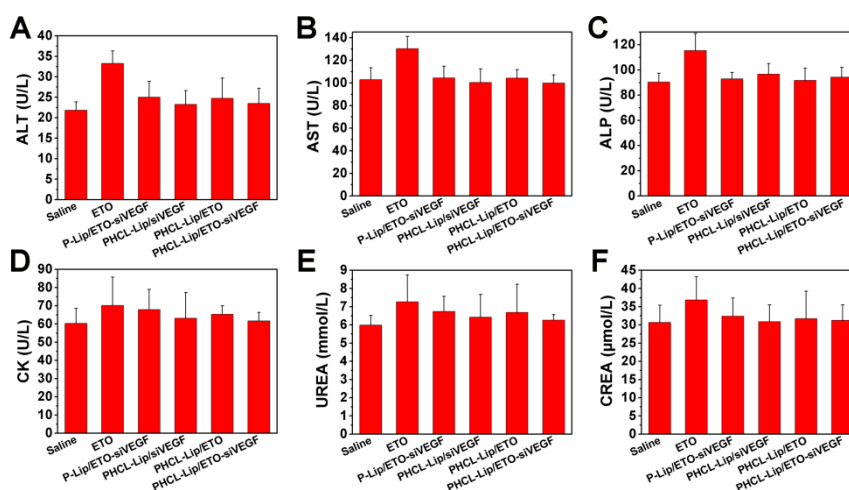 A
ALT (U/L)
40
35
30
25
20
15
10
5
0
Saline
ETO
P-Lip/ETO-siVEGF
PHCL-Lip/siVEGF
PHCL-Lip/ETO
PHCL-Lip/ETO-siVEGF
B
AST (U/L)
140
120
100
80
60
40
20
0
Saline
ETO
P-Lip/ETO-siVEGF
PHCL-Lip/siVEGF
PHCL-Lip/ETO
PHCL-Lip/ETO-siVEGF
C
ALP (U/L)
120
100
80
60
40
20
0
Saline
ETO
P-Lip/ETO-siVEGF
PHCL-Lip/siVEGF
PHCL-Lip/ETO
PHCL-Lip/ETO-siVEGF
D
CK (U/L)
90
80
70
60
50
40
30
20
10
0
Saline
ETO
P-Lip/ETO-siVEGF
PHCL-Lip/siVEGF
PHCL-Lip/ETO
PHCL-Lip/ETO-siVEGF
E
UREA (mmol/L)
9
8
7
6
5
4
3
2
1
0
Saline
ETO
P-Lip/ETO-siVEGF
PHCL-Lip/siVEGF
PHCL-Lip/ETO
PHCL-Lip/ETO-siVEGF
F
CREA (μmol/L)
45
40
35
30
25
20
15
10
5
0
Saline
ETO
P-Lip/ETO-siVEGF
PHCL-Lip/siVEGF
PHCL-Lip/ETO
PHCL-Lip/ETO-siVEGF